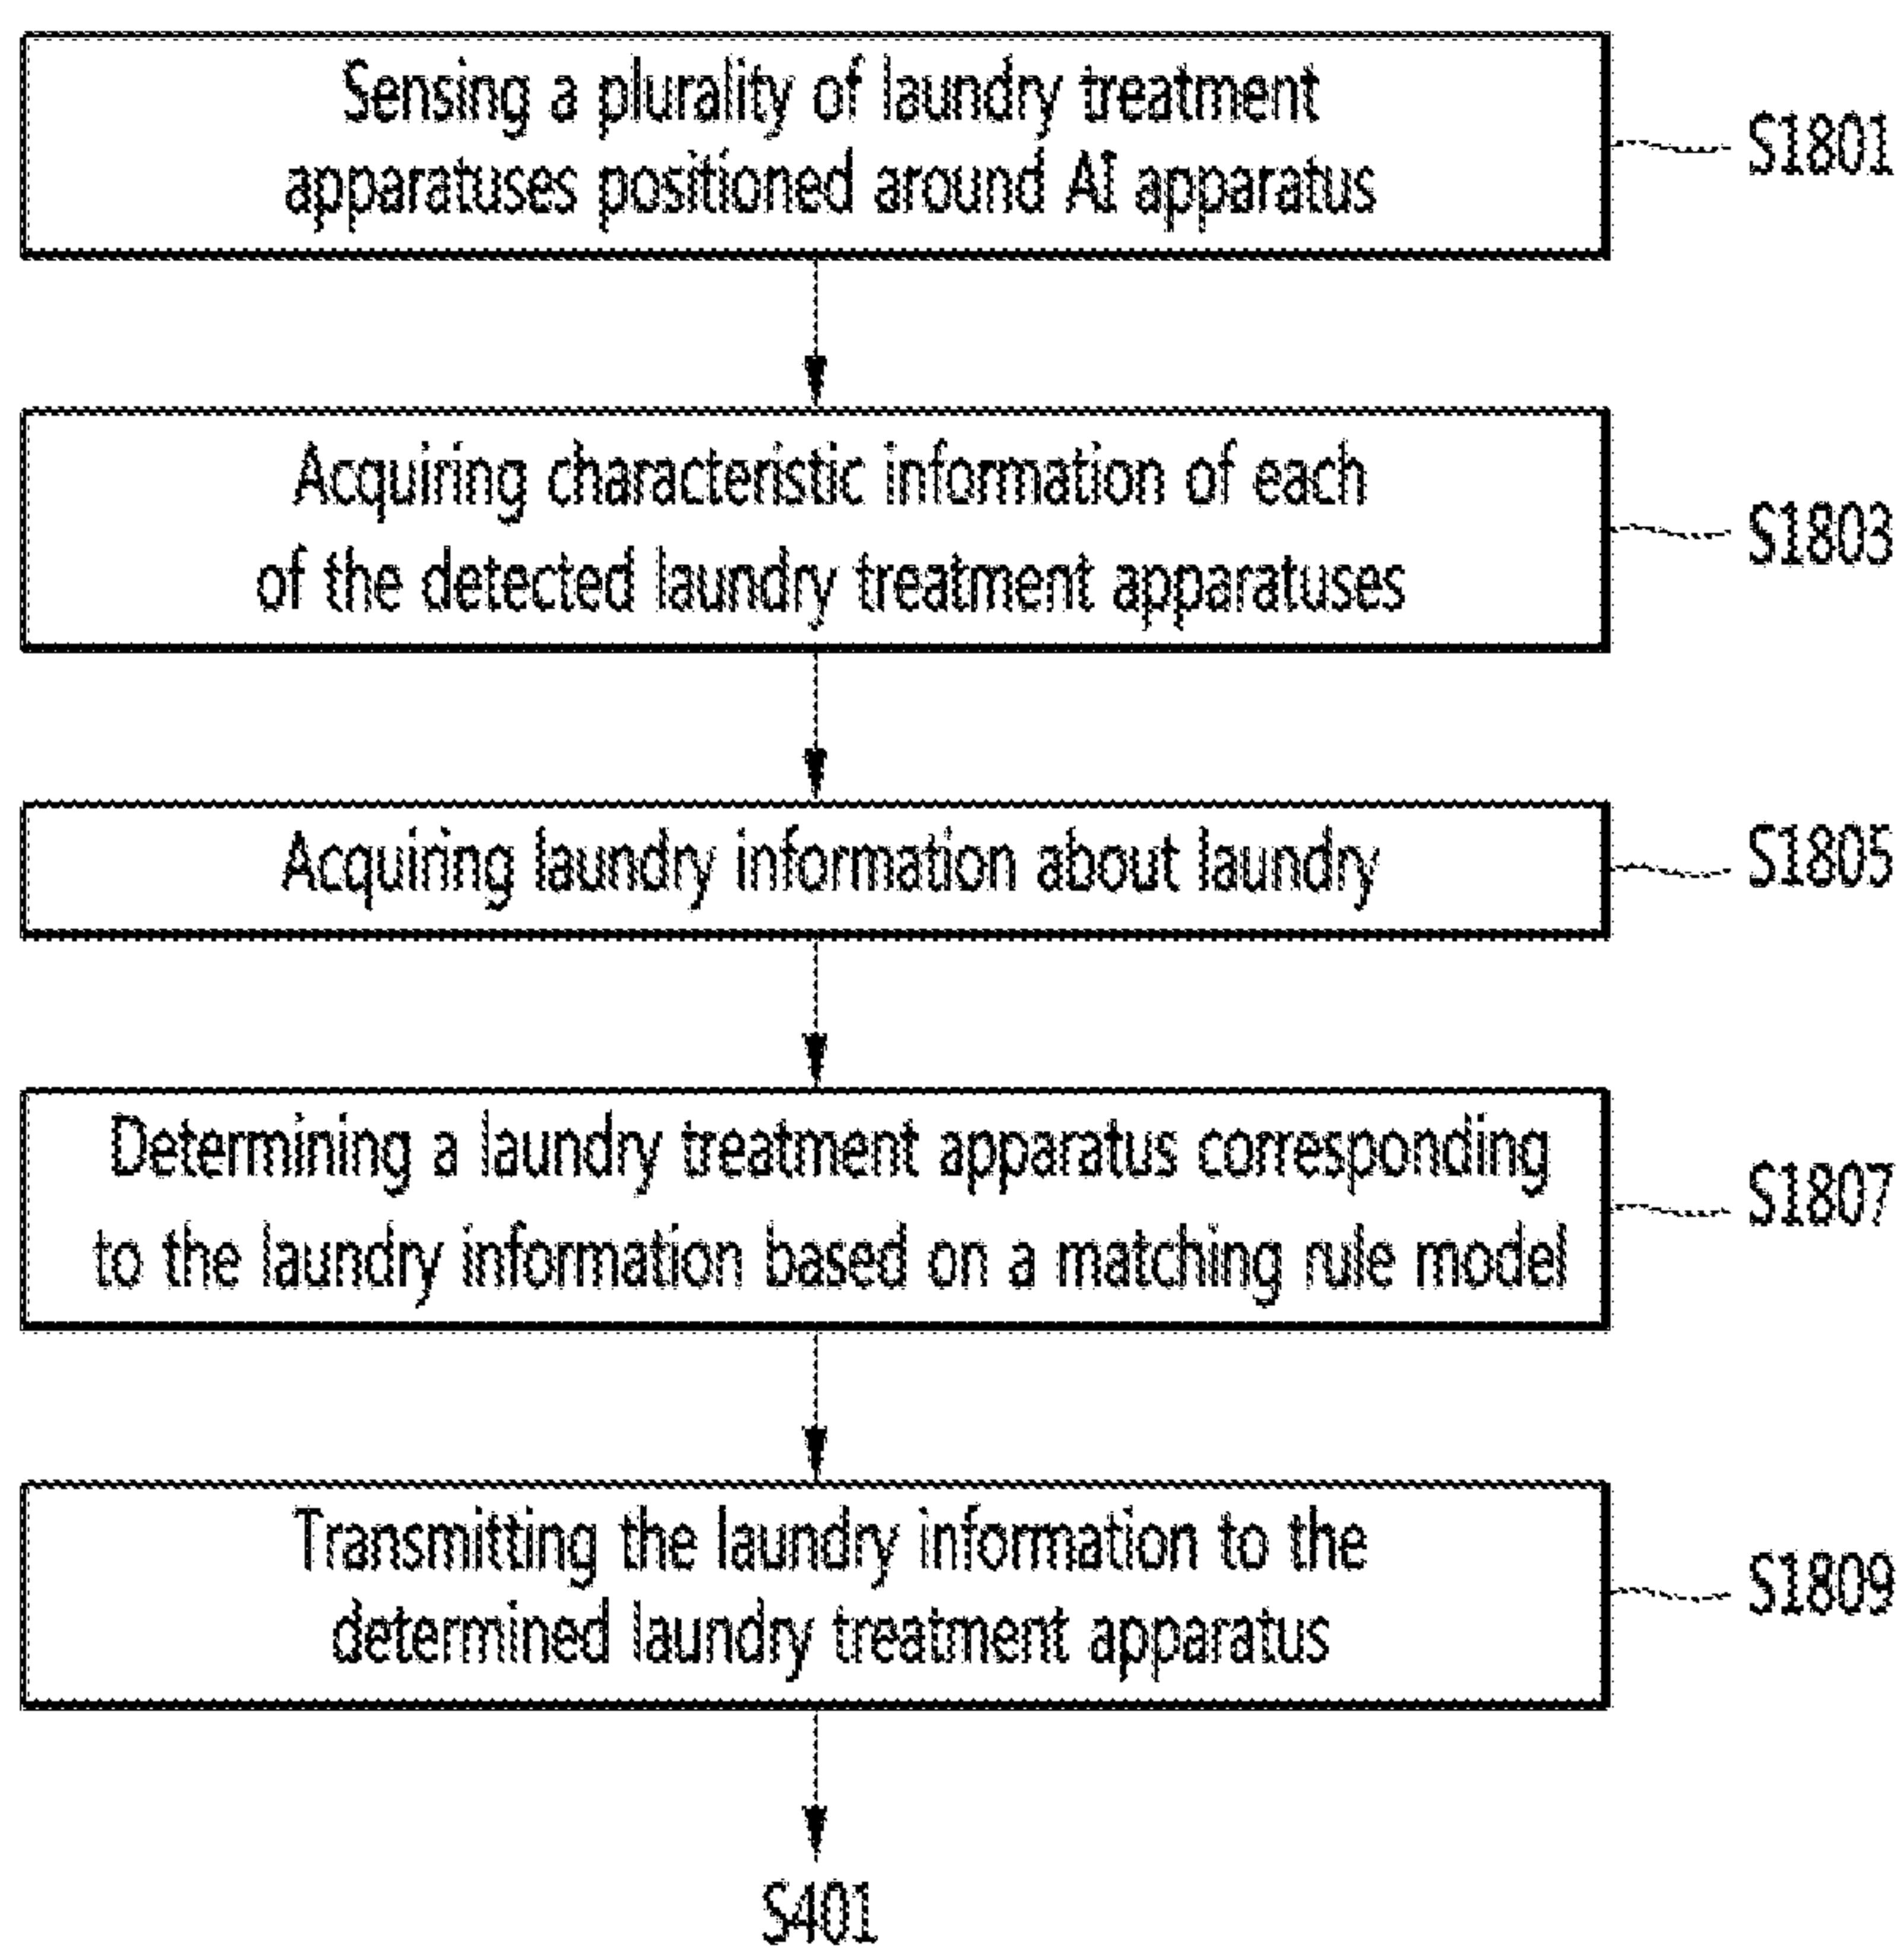 Sensing a plurality of laundry treatment
apparatuses positioned around AI apparatus
S1801
Acquiring characteristic information of each
of the detected laundry treatment apparatuses
S1803
Acquiring laundry information about laundry
S1805
Determining a laundry treatment apparatus corresponding
to the laundry information based on a matching rule model
S1807
Transmitting the laundry information to the
determined laundry treatment apparatus
S1809
S401